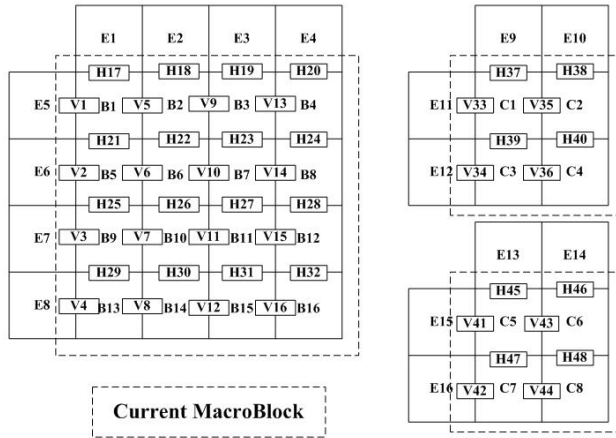 E1 E2 E3 E4
H17 H18 H19 H20
E5 V1 B1 V5 B2 V9 B3 V13 B4
H21 H22 H23 H24
E6 V2 B5 V6 B6 V10 B7 V14 B8
H25 H26 H27 H28
E7 V3 B9 V7 B10 V11 B11 V15 B12
H29 H30 H31 H32
E8 V4 B13 V8 B14 V12 B15 V16 B16
E9 E10
H37 H38
E11 V33 C1 V35 C2
H39 H40
E12 V34 C3 V36 C4
E13 E14
H45 H46
E15 V41 C5 V43 C6
H47 H48
E16 V42 C7 V44 C8
Current MacroBlock